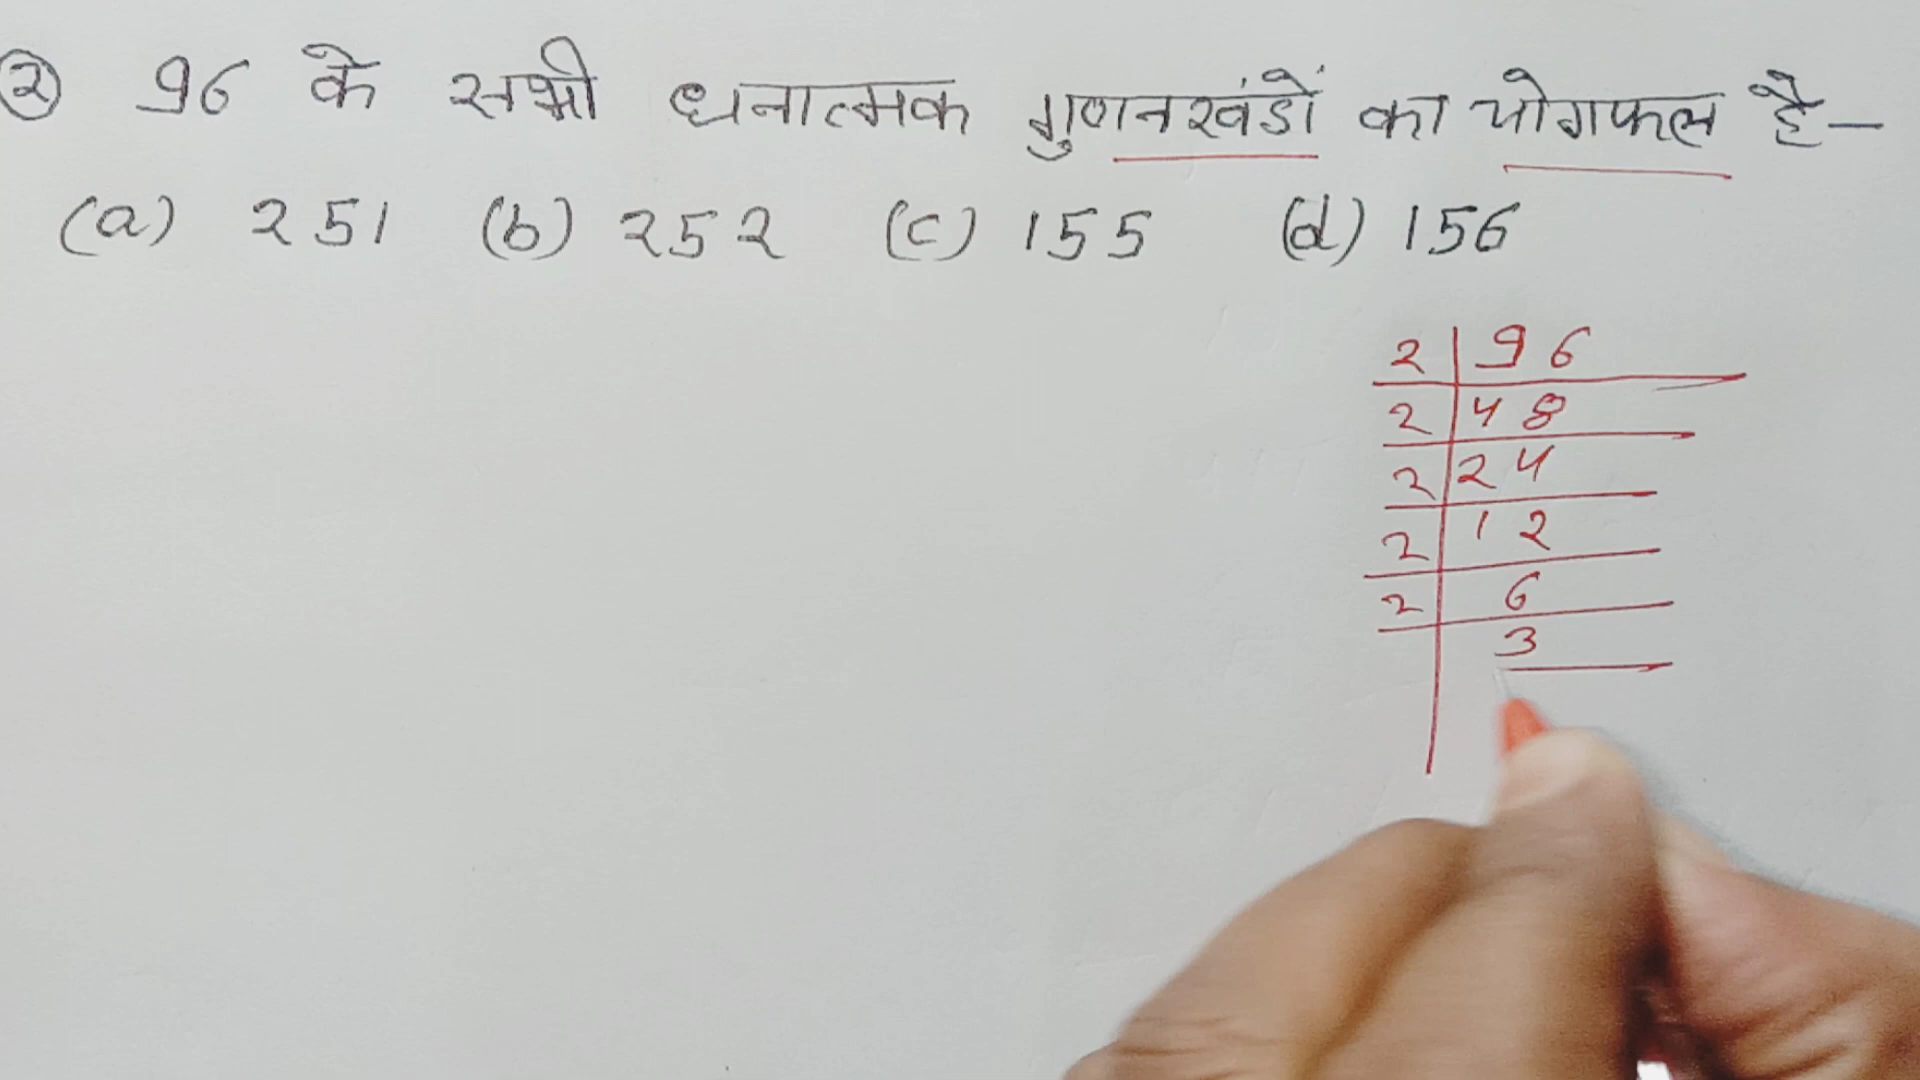 ② 96 के सभी धनात्मक गुणनखंडों का योगफल है–
(a) 251 (b) 252 (c) 155 (d) 156
2 | 96
2 | 48
2 | 24
2 | 12
2 | 6
3